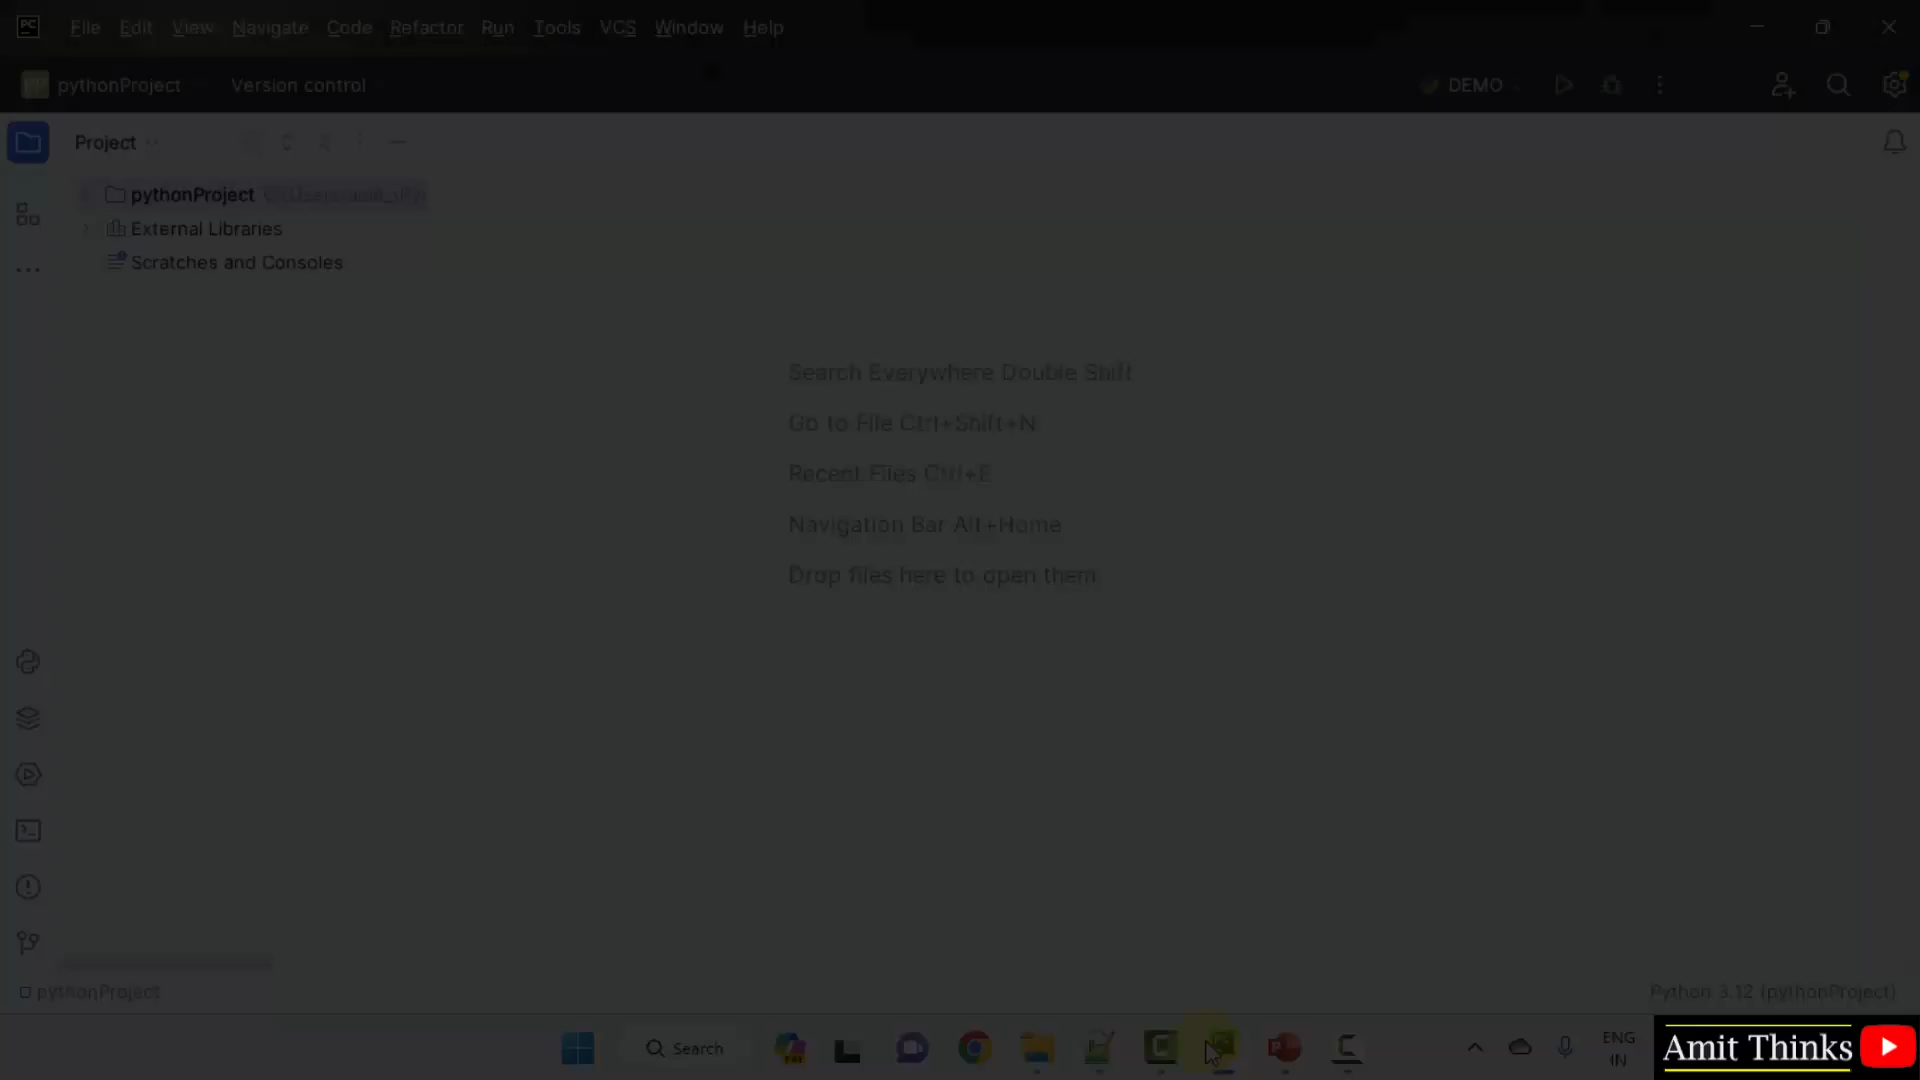 PC File Edit View Navigate Code Refactor Run Tools VCS Window Help
PP pythonProject Version control DEMO
Project
pythonProject
External Libraries
Scratches and Consoles
Search Everywhere Double Shift
Go to File Ctrl+Shift+N
Recent Files Ctrl+E
Navigation Bar Alt+Home
Drop files here to open them
pythonProject Python 3.12 (pythonProject)
Search
ENG
IN
Amit Thinks